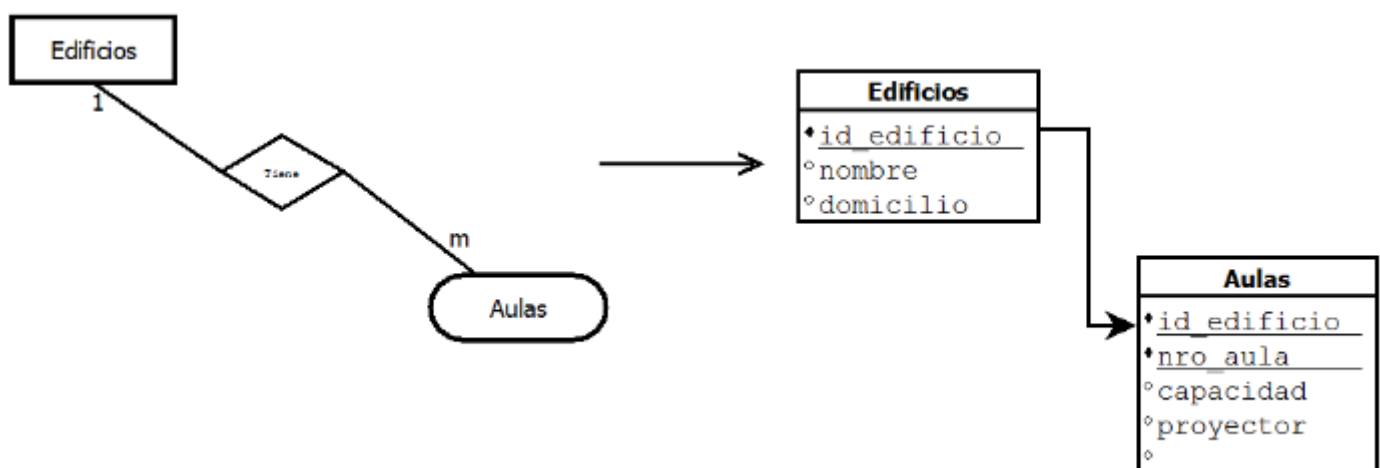 Edificios
1
Tiene
m
Aulas
Edificios
id_edificio
nombre
domicilio
Aulas
id_edificio
nro_aula
capacidad
proyector